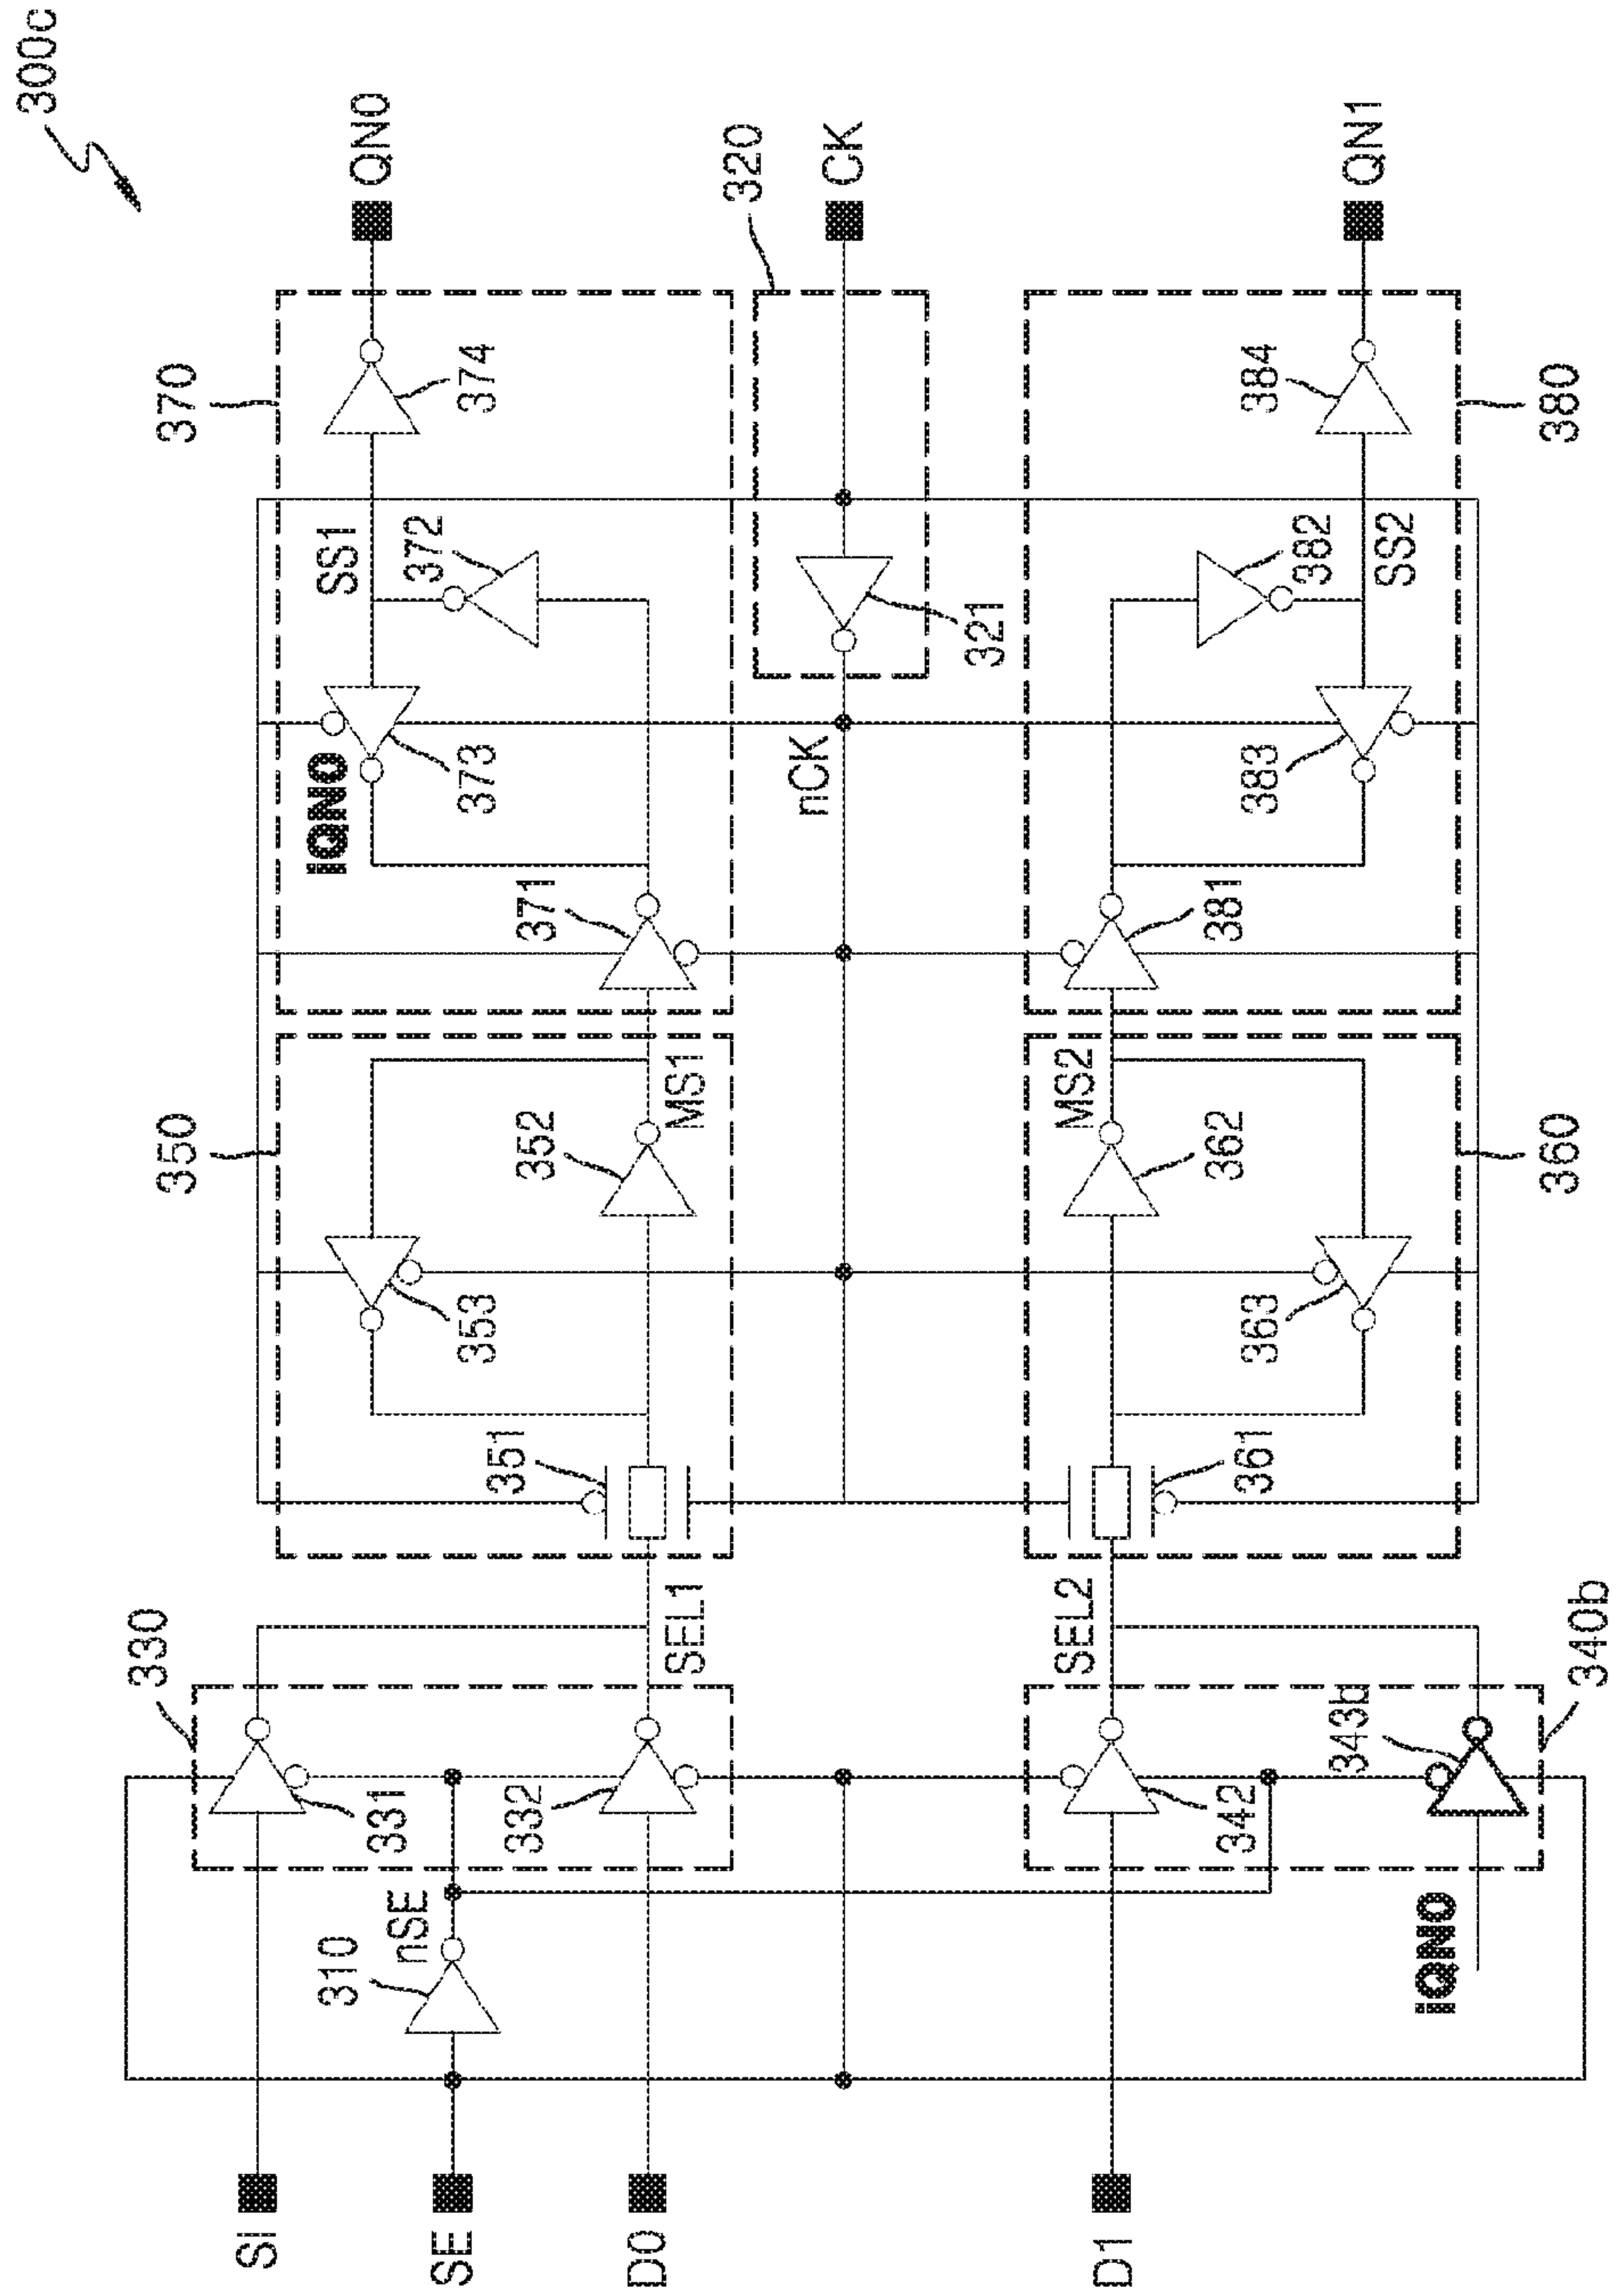 300c
370
QN0
SS1
374
372
iQN0
373
371
350
353
352
MS1
351
320
CK
321
nCK
384
QN1
382
SS2
383
381
380
MS2
362
363
361
360
330
SEL1
331
332
SEL2
343b
342
340b
310
nSE
iQN0
SI
SE
D0
D1